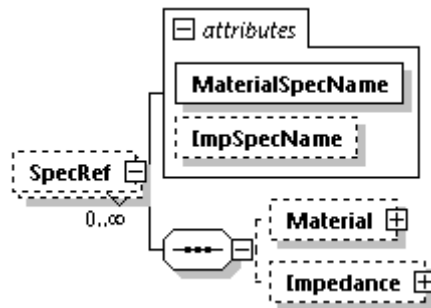 attributes
MaterialSpecName
ImpSpecName
SpecRef
0..∞
Material
Impedance